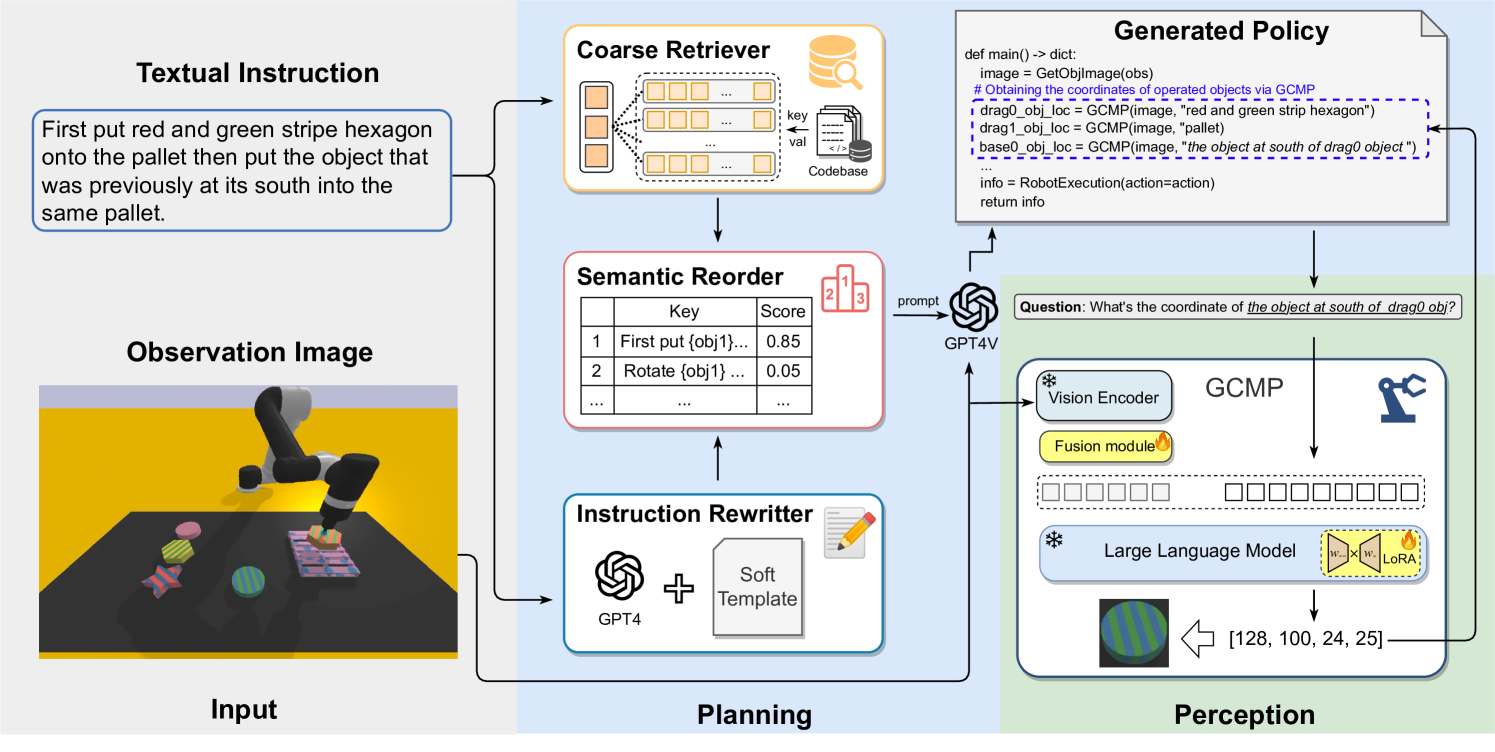 Textual Instruction
First put red and green stripe hexagon
onto the pallet then put the object that
was previously at its south into the
same pallet.
Observation Image
Input
Coarse Retriever
...
...
...
...
key
val
</>
Codebase
Semantic Reorder
2 1 3
Key Score
1 First put {obj1}... 0.85
2 Rotate {obj1} ... 0.05
... ... ...
Instruction Rewritter
GPT4
Soft
Template
Planning
prompt
GPT4V
Generated Policy
def main() -> dict:
image = GetObjImage(obs)
# Obtaining the coordinates of operated objects via GCMP
drag0_obj_loc = GCMP(image, "red and green strip hexagon")
drag1_obj_loc = GCMP(image, "pallet)
base0_obj_loc = GCMP(image, "the object at south of drag0 object ")
...
info = RobotExecution(action=action)
return info
Question: What's the coordinate of the object at south of drag0 obj?
GCMP
Vision Encoder
Fusion module
Large Language Model
×
LoRA
[128, 100, 24, 25]
Perception